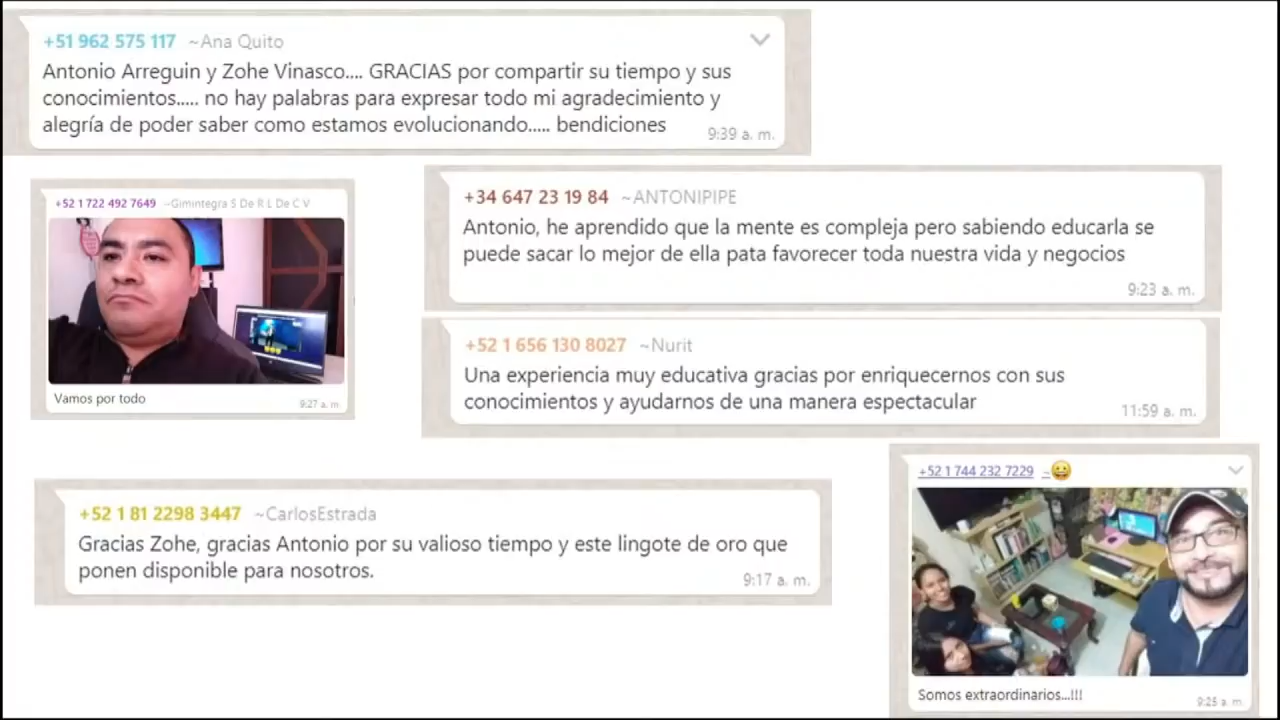 +51 962 575 117 ~Ana Quito
Antonio Arreguin y Zohe Vinasco.... GRACIAS por compartir su tiempo y sus
conocimientos..... no hay palabras para expresar todo mi agradecimiento y
alegría de poder saber como estamos evolucionando..... bendiciones
9:39 a. m.
+52 1 722 492 7649 ~Gimintegra S De R L De C V
Vamos por todo
9:27 a. m.
+34 647 23 19 84 ~ANTONIPIPE
Antonio, he aprendido que la mente es compleja pero sabiendo educarla se
puede sacar lo mejor de ella pata favorecer toda nuestra vida y negocios
9:23 a. m.
+52 1 656 130 8027 ~Nurit
Una experiencia muy educativa gracias por enriquecernos con sus
conocimientos y ayudarnos de una manera espectacular
11:59 a. m.
+52 1 81 2298 3447 ~CarlosEstrada
Gracias Zohe, gracias Antonio por su valioso tiempo y este lingote de oro que
ponen disponible para nosotros.
9:17 a. m.
+52 1 744 232 7229 ~😀
Somos extraordinarios...!!!
9:25 a. m.